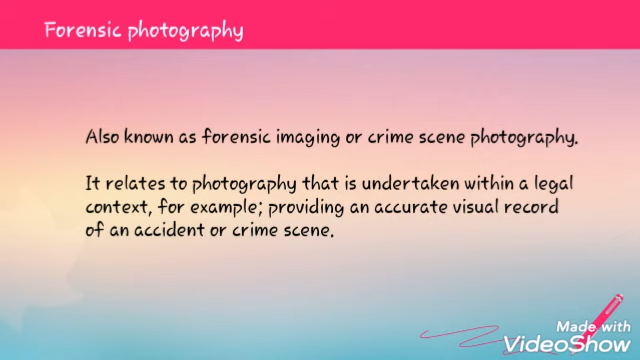 Forensic photography
Also known as forensic imaging or crime scene photography.
It relates to photography that is undertaken within a legal
context, for example; providing an accurate visual record
of an accident or crime scene.
Made with
VideoShow